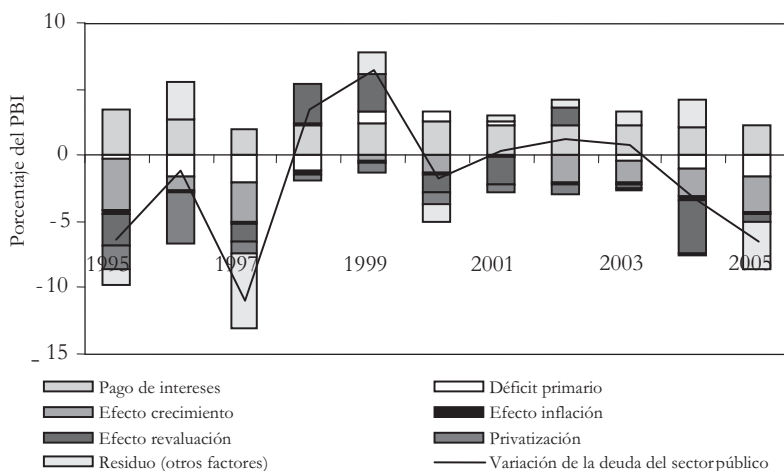 Porcentaje del PBI
10
5
0
-5
-10
- 15
1995
1997
1999
2001
2003
2005
Pago de intereses
Déficit primario
Efecto crecimiento
Efecto inflación
Efecto revaluación
Privatización
Residuo (otros factores)
Variación de la deuda del sector público